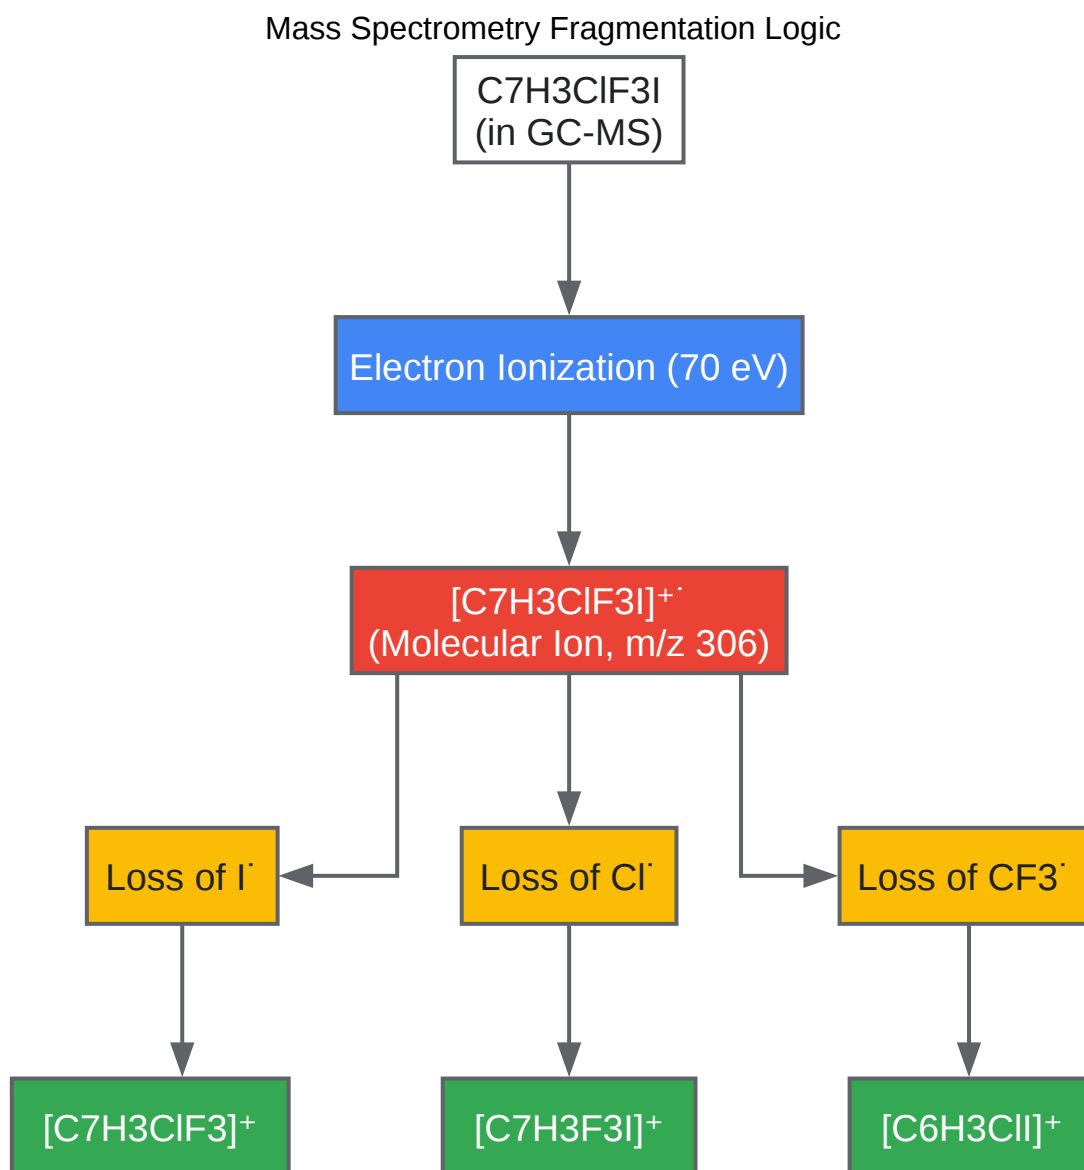 Mass Spectrometry Fragmentation Logic
C7H3ClF3I
(in GC-MS)
Electron Ionization (70 eV)
[C7H3ClF3I]⁺˙
(Molecular Ion, m/z 306)
Loss of I˙
Loss of Cl˙
Loss of CF3˙
[C7H3ClF3]⁺
[C7H3F3I]⁺
[C6H3ClI]⁺